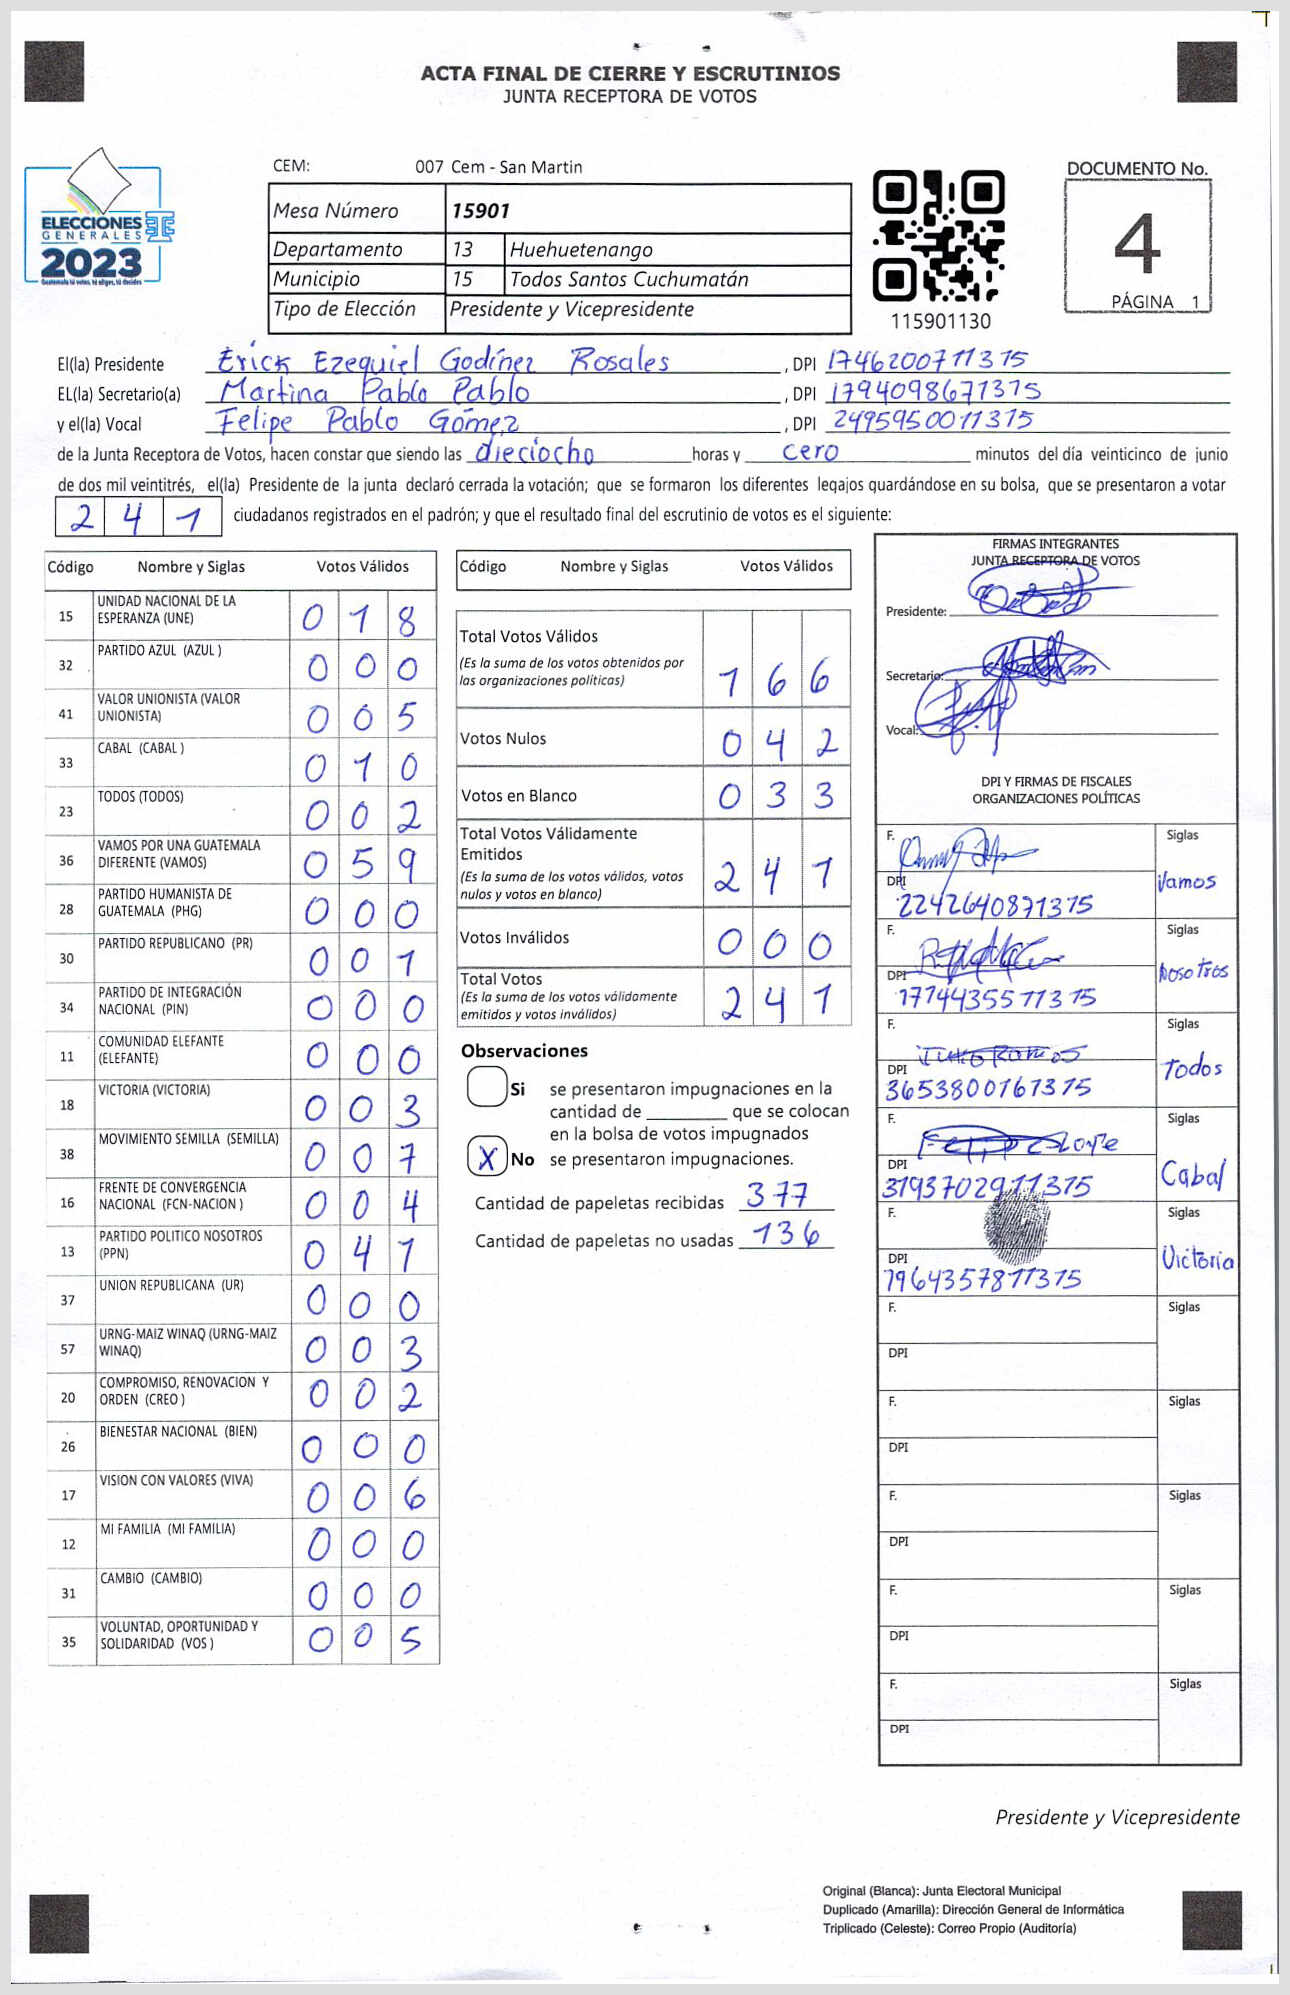 ACTA FINAL DE CIERRE Y ESCRUTINIOS
JUNTA RECEPTORA DE VOTOS
ELECCIONES
GENERALES
2023
Guatemala tú votas, tú eliges, tú decides
CEM: 007 Cem - San Martin
Mesa Número 15901
Departamento 13 Huehuetenango
Municipio 15 Todos Santos Cuchumatán
Tipo de Elección Presidente y Vicepresidente
115901130
DOCUMENTO No.
4
PÁGINA 1
El(la) Presidente Erick Ezequiel Godínez Rosales , DPI 1746200711315
EL(la) Secretario(a) Martina Pablo Pablo , DPI 1794098671315
y el(la) Vocal Felipe Pablo Gómez , DPI 2495950011315
de la Junta Receptora de Votos, hacen constar que siendo las dieciocho horas y cero minutos del día veinticinco de junio
de dos mil veintitrés, el(la) Presidente de la junta declaró cerrada la votación; que se formaron los diferentes legajos guardándose en su bolsa, que se presentaron a votar
2 4 1 ciudadanos registrados en el padrón; y que el resultado final del escrutinio de votos es el siguiente:
Código Nombre y Siglas Votos Válidos
15 UNIDAD NACIONAL DE LA ESPERANZA (UNE) 0 1 8
32 PARTIDO AZUL (AZUL ) 0 0 0
41 VALOR UNIONISTA (VALOR UNIONISTA) 0 0 5
33 CABAL (CABAL ) 0 1 0
23 TODOS (TODOS) 0 0 2
36 VAMOS POR UNA GUATEMALA DIFERENTE (VAMOS) 0 5 9
28 PARTIDO HUMANISTA DE GUATEMALA (PHG) 0 0 0
30 PARTIDO REPUBLICANO (PR) 0 0 1
34 PARTIDO DE INTEGRACIÓN NACIONAL (PIN) 0 0 0
11 COMUNIDAD ELEFANTE (ELEFANTE) 0 0 0
18 VICTORIA (VICTORIA) 0 0 3
38 MOVIMIENTO SEMILLA (SEMILLA) 0 0 7
16 FRENTE DE CONVERGENCIA NACIONAL (FCN-NACION ) 0 0 4
13 PARTIDO POLITICO NOSOTROS (PPN) 0 4 1
37 UNION REPUBLICANA (UR) 0 0 0
57 URNG-MAIZ WINAQ (URNG-MAIZ WINAQ) 0 0 3
20 COMPROMISO, RENOVACION Y ORDEN (CREO ) 0 0 2
26 BIENESTAR NACIONAL (BIEN) 0 0 0
17 VISION CON VALORES (VIVA) 0 0 6
12 MI FAMILIA (MI FAMILIA) 0 0 0
31 CAMBIO (CAMBIO) 0 0 0
35 VOLUNTAD, OPORTUNIDAD Y SOLIDARIDAD (VOS ) 0 0 5
Código Nombre y Siglas Votos Válidos
Total Votos Válidos
(Es la suma de los votos obtenidos por
las organizaciones políticas) 1 6 6
Votos Nulos 0 4 2
Votos en Blanco 0 3 3
Total Votos Válidamente
Emitidos
(Es la suma de los votos válidos, votos
nulos y votos en blanco) 2 4 1
Votos Inválidos 0 0 0
Total Votos
(Es la suma de los votos válidamente
emitidos y votos inválidos) 2 4 1
Observaciones
Si se presentaron impugnaciones en la
cantidad de ________ que se colocan
en la bolsa de votos impugnados
X No se presentaron impugnaciones.
Cantidad de papeletas recibidas 377
Cantidad de papeletas no usadas 136
FIRMAS INTEGRANTES
JUNTA RECEPTORA DE VOTOS
Presidente:
Secretario:
Vocal:
DPI Y FIRMAS DE FISCALES
ORGANIZACIONES POLÍTICAS
F. Siglas
DPI 2242640871315 Vamos
F. Siglas
DPI 1774435511315 Nosotros
F. Siglas
DPI 3653800161315 Todos
F. Siglas
DPI 3193702911315 Cabal
F. Siglas
DPI 7964357811315 Victoria
F. Siglas
DPI
F. Siglas
DPI
F. Siglas
DPI
F. Siglas
DPI
F. Siglas
DPI
Presidente y Vicepresidente
Original (Blanca): Junta Electoral Municipal
Duplicado (Amarilla): Dirección General de Informática
Triplicado (Celeste): Correo Propio (Auditoría)